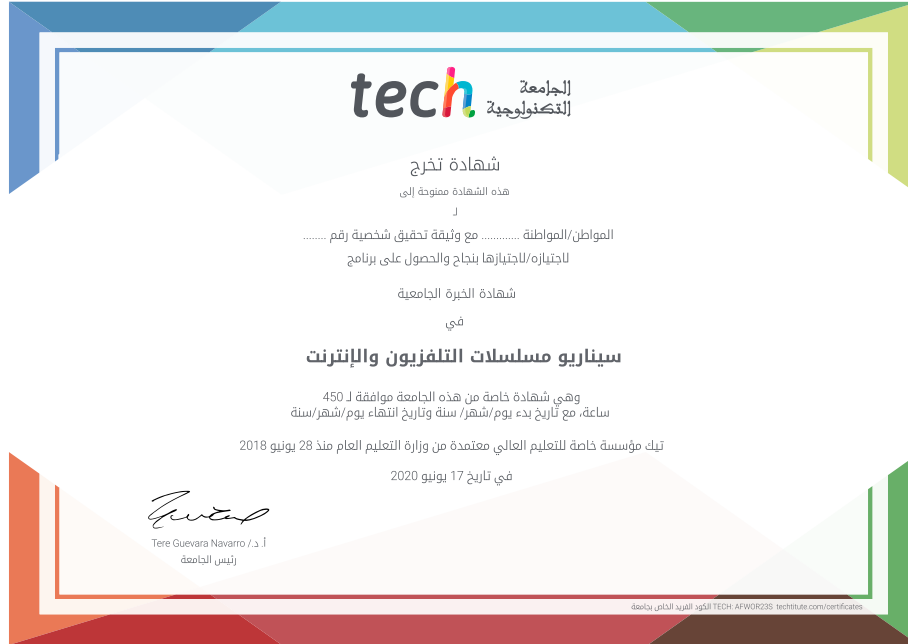 tech
الجامعة
التكنولوجية
شهادة تخرج
هذه الشهادة ممنوحة إلى
لـ
المواطن/المواطنة ............. مع وثيقة تحقيق شخصية رقم ........
لاجتيازه/لاجتيازها بنجاح والحصول على برنامج
شهادة الخبرة الجامعية
في
سيناريو مسلسلات التلفزيون والإنترنت
وهي شهادة خاصة من هذه الجامعة موافقة لـ 450
ساعة، مع تاريخ بدء يوم/شهر/ سنة وتاريخ انتهاء يوم/شهر/سنة
تيك مؤسسة خاصة للتعليم العالي معتمدة من وزارة التعليم العام منذ 28 يونيو 2018
في تاريخ 17 يونيو 2020
أ. د./ Tere Guevara Navarro
رئيس الجامعة
الكود الفريد الخاص بجامعة TECH: AFWOR23S techtitute.com/certificates